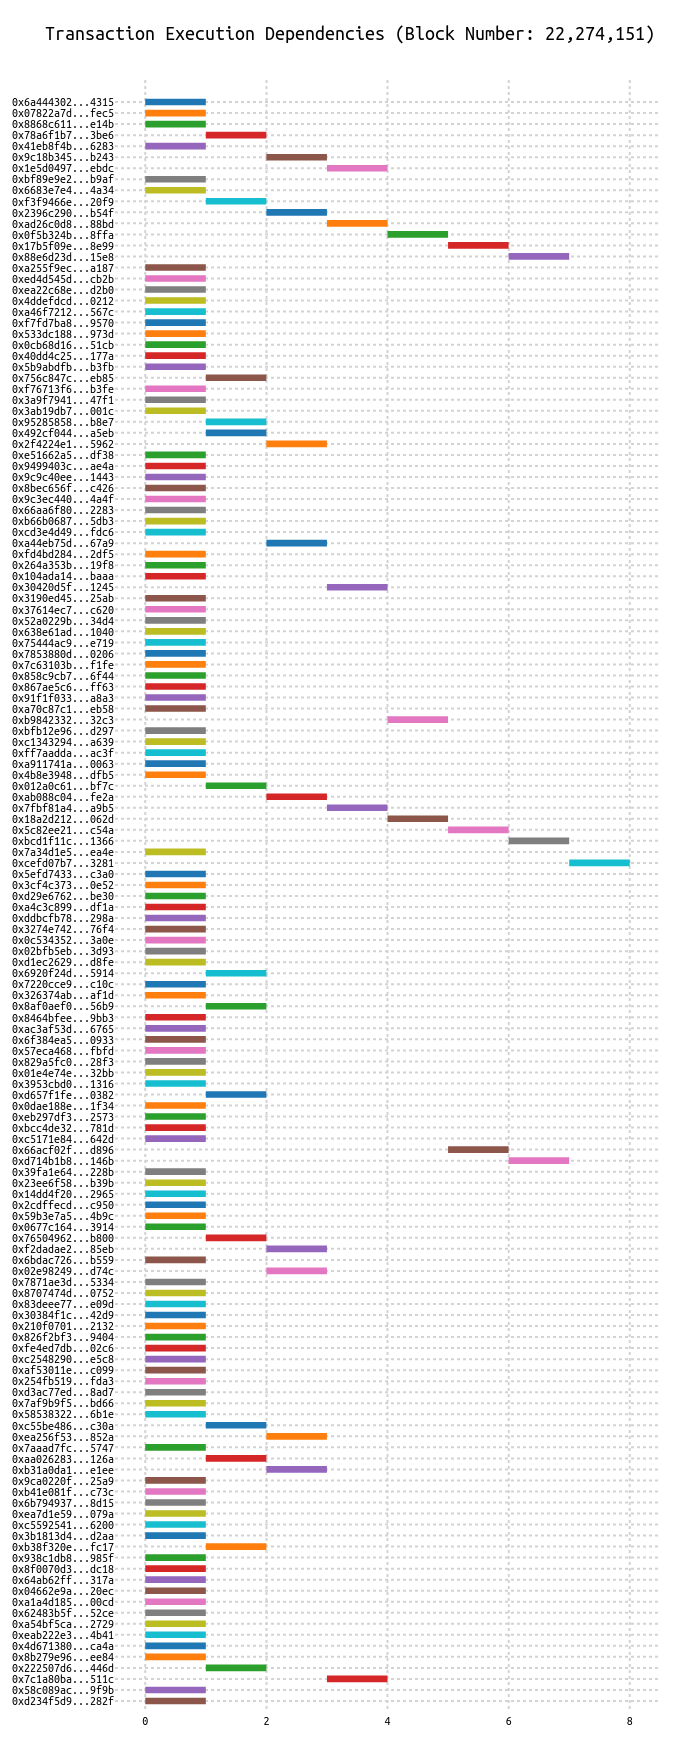 Transaction Execution Dependencies (Block Number: 22,274,151)
0x6a444302...4315
0x07822a7d...fec5
0x8868c611...e14b
0x78a6f1b7...3be6
0x41eb8f4b...6283
0x9c18b345...b243
0x1e5d0497...ebdc
0xbf89e9e2...b9af
0x6683e7e4...4a34
0xf3f9466e...20f9
0x2396c290...b54f
0xad26c0d8...88bd
0x0f5b324b...8ffa
0x17b5f09e...8e99
0x88e6d23d...15e8
0xa255f9ec...a187
0xed4d545d...cb2b
0xea22c68e...d2b0
0x4ddefdcd...0212
0xa46f7212...567c
0xf7fd7ba8...9570
0x533dc188...973d
0x0cb68d16...51cb
0x40dd4c25...177a
0x5b9abdfb...b3fb
0x756c847c...eb85
0xf76713f6...b3fe
0x3a9f7941...47f1
0x3ab19db7...001c
0x95285858...b8e7
0x492cf044...a5eb
0x2f4224e1...5962
0xe51662a5...df38
0x9499403c...ae4a
0x9c9c40ee...1443
0x8bec656f...c426
0x9c3ec440...4a4f
0x66aa6f80...2283
0xb66b0687...5db3
0xcd3e4d49...fdc6
0xa44eb75d...67a9
0xfd4bd284...2df5
0x264a353b...19f8
0x104ada14...baaa
0x30420d5f...1245
0x3190ed45...25ab
0x37614ec7...c620
0x52a0229b...34d4
0x638e61ad...1040
0x75444ac9...e719
0x7853880d...0206
0x7c63103b...f1fe
0x858c9cb7...6f44
0x867ae5c6...ff63
0x91f1f033...a8a3
0xa70c87c1...eb58
0xb9842332...32c3
0xbfb12e96...d297
0xc1343294...a639
0xff7aadda...ac3f
0xa911741a...0063
0x4b8e3948...dfb5
0x012a0c61...bf7c
0xab088c04...fe2a
0x7fbf81a4...a9b5
0x18a2d212...062d
0x5c82ee21...c54a
0xbcd1f11c...1366
0x7a34d1e5...ea4e
0xcefd07b7...3281
0x5efd7433...c3a0
0x3cf4c373...0e52
0xd29e6762...be30
0xa4c3c899...df1a
0xddbcfb78...298a
0x3274e742...76f4
0x0c534352...3a0e
0x02bfb5eb...3d93
0xd1ec2629...d8fe
0x6920f24d...5914
0x7220cce9...c10c
0x326374ab...af1d
0x8af0aef0...56b9
0x8464bfee...9bb3
0xac3af53d...6765
0x6f384ea5...0933
0x57eca468...fbfd
0x829a5fc0...28f3
0x01e4e74e...32bb
0x3953cbd0...1316
0xd657f1fe...0382
0x0dae188e...1f34
0xeb297df3...2573
0xbcc4de32...781d
0xc5171e84...642d
0x66acf02f...d896
0xd714b1b8...146b
0x39fa1e64...228b
0x23ee6f58...b39b
0x14dd4f20...2965
0x2cdffecd...c950
0x59b3e7a5...4b9c
0x0677c164...3914
0x76504962...b800
0xf2dadae2...85eb
0x6bdac726...b559
0x02e98249...d74c
0x7871ae3d...5334
0x8707474d...0752
0x83deee77...e09d
0x30384f1c...42d9
0x210f0701...2132
0x826f2bf3...9404
0xfe4ed7db...02c6
0xc2548290...e5c8
0xaf53011e...c099
0x254fb519...fda3
0xd3ac77ed...8ad7
0x7af9b9f5...bd66
0x58538322...6b1e
0xc55be486...c30a
0xea256f53...852a
0x7aaad7fc...5747
0xaa026283...126a
0xb31a0da1...e1ee
0x9ca0220f...25a9
0xb41e081f...c73c
0x6b794937...8d15
0xea7d1e59...079a
0xc5592541...6200
0x3b1813d4...d2aa
0xb38f320e...fc17
0x938c1db8...985f
0x8f0070d3...dc18
0x64ab62ff...317a
0x04662e9a...20ec
0xa1a4d185...00cd
0x62483b5f...52ce
0xa54bf5ca...2729
0xeab222e3...4b41
0x4d671380...ca4a
0x8b279e96...ee84
0x222507d6...446d
0x7c1a80ba...511c
0x58c089ac...9f9b
0xd234f5d9...282f
0 2 4 6 8